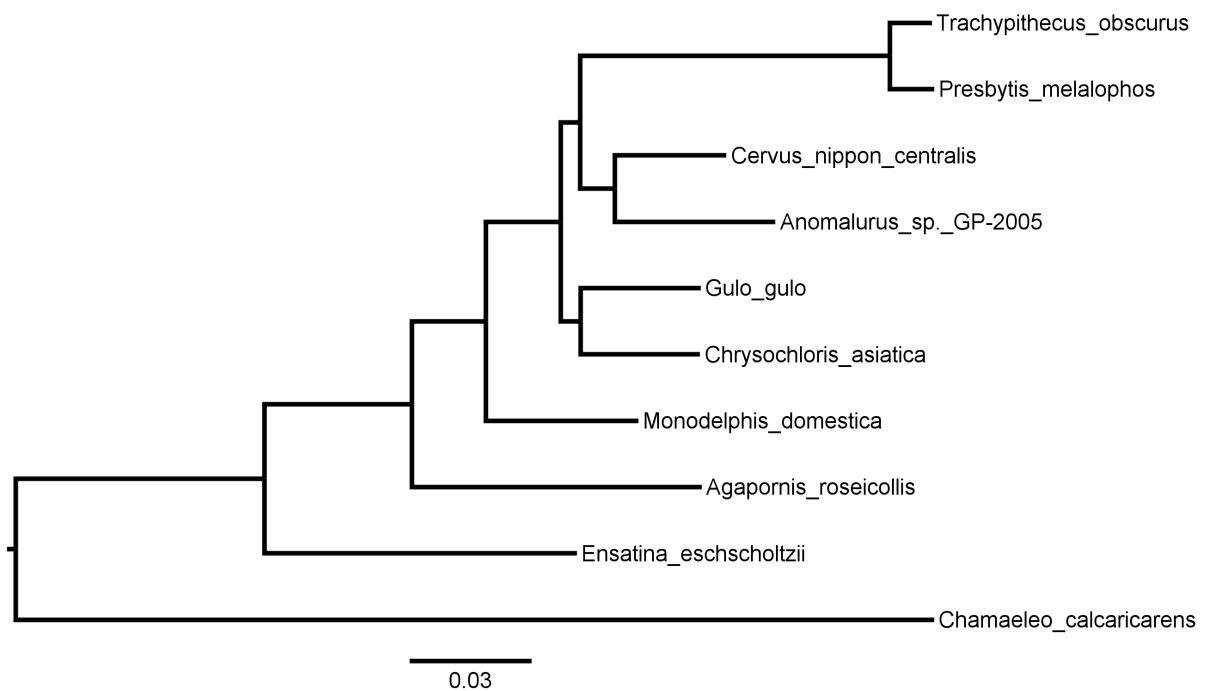 Trachypithecus_obscurus
Presbytis_melalophos
Cervus_nippon_centralis
Anomalurus_sp._GP-2005
Gulo_gulo
Chrysochloris_asiatica
Monodelphis_domestica
Agapornis_roseicollis
Ensatina_eschscholtzii
Chamaeleo_calcaricarens
0.03